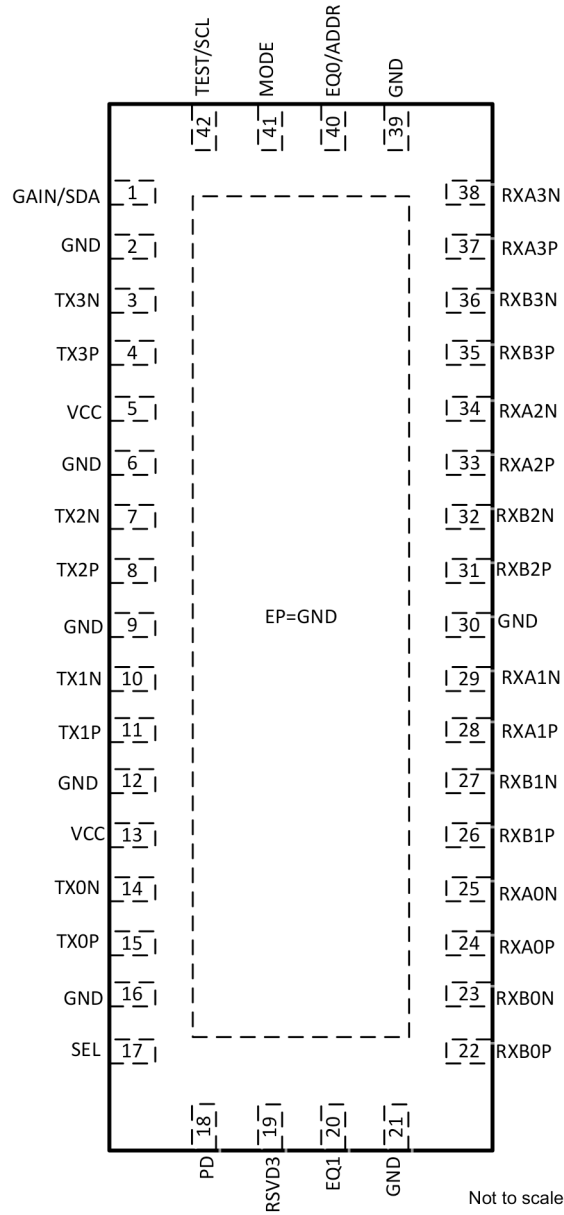 TEST/SCL
MODE
EQ0/ADDR
GND
42
41
40
39
GAIN/SDA 1
38 RXA3N
GND 2
37 RXA3P
TX3N 3
36 RXB3N
TX3P 4
35 RXB3P
VCC 5
34 RXA2N
GND 6
33 RXA2P
TX2N 7
32 RXB2N
TX2P 8
31 RXB2P
EP=GND
GND 9
30 GND
TX1N 10
29 RXA1N
TX1P 11
28 RXA1P
GND 12
27 RXB1N
VCC 13
26 RXB1P
TX0N 14
25 RXA0N
TX0P 15
24 RXA0P
GND 16
23 RXB0N
SEL 17
22 RXB0P
18
19
20
21
PD
RSVD3
EQ1
GND
Not to scale